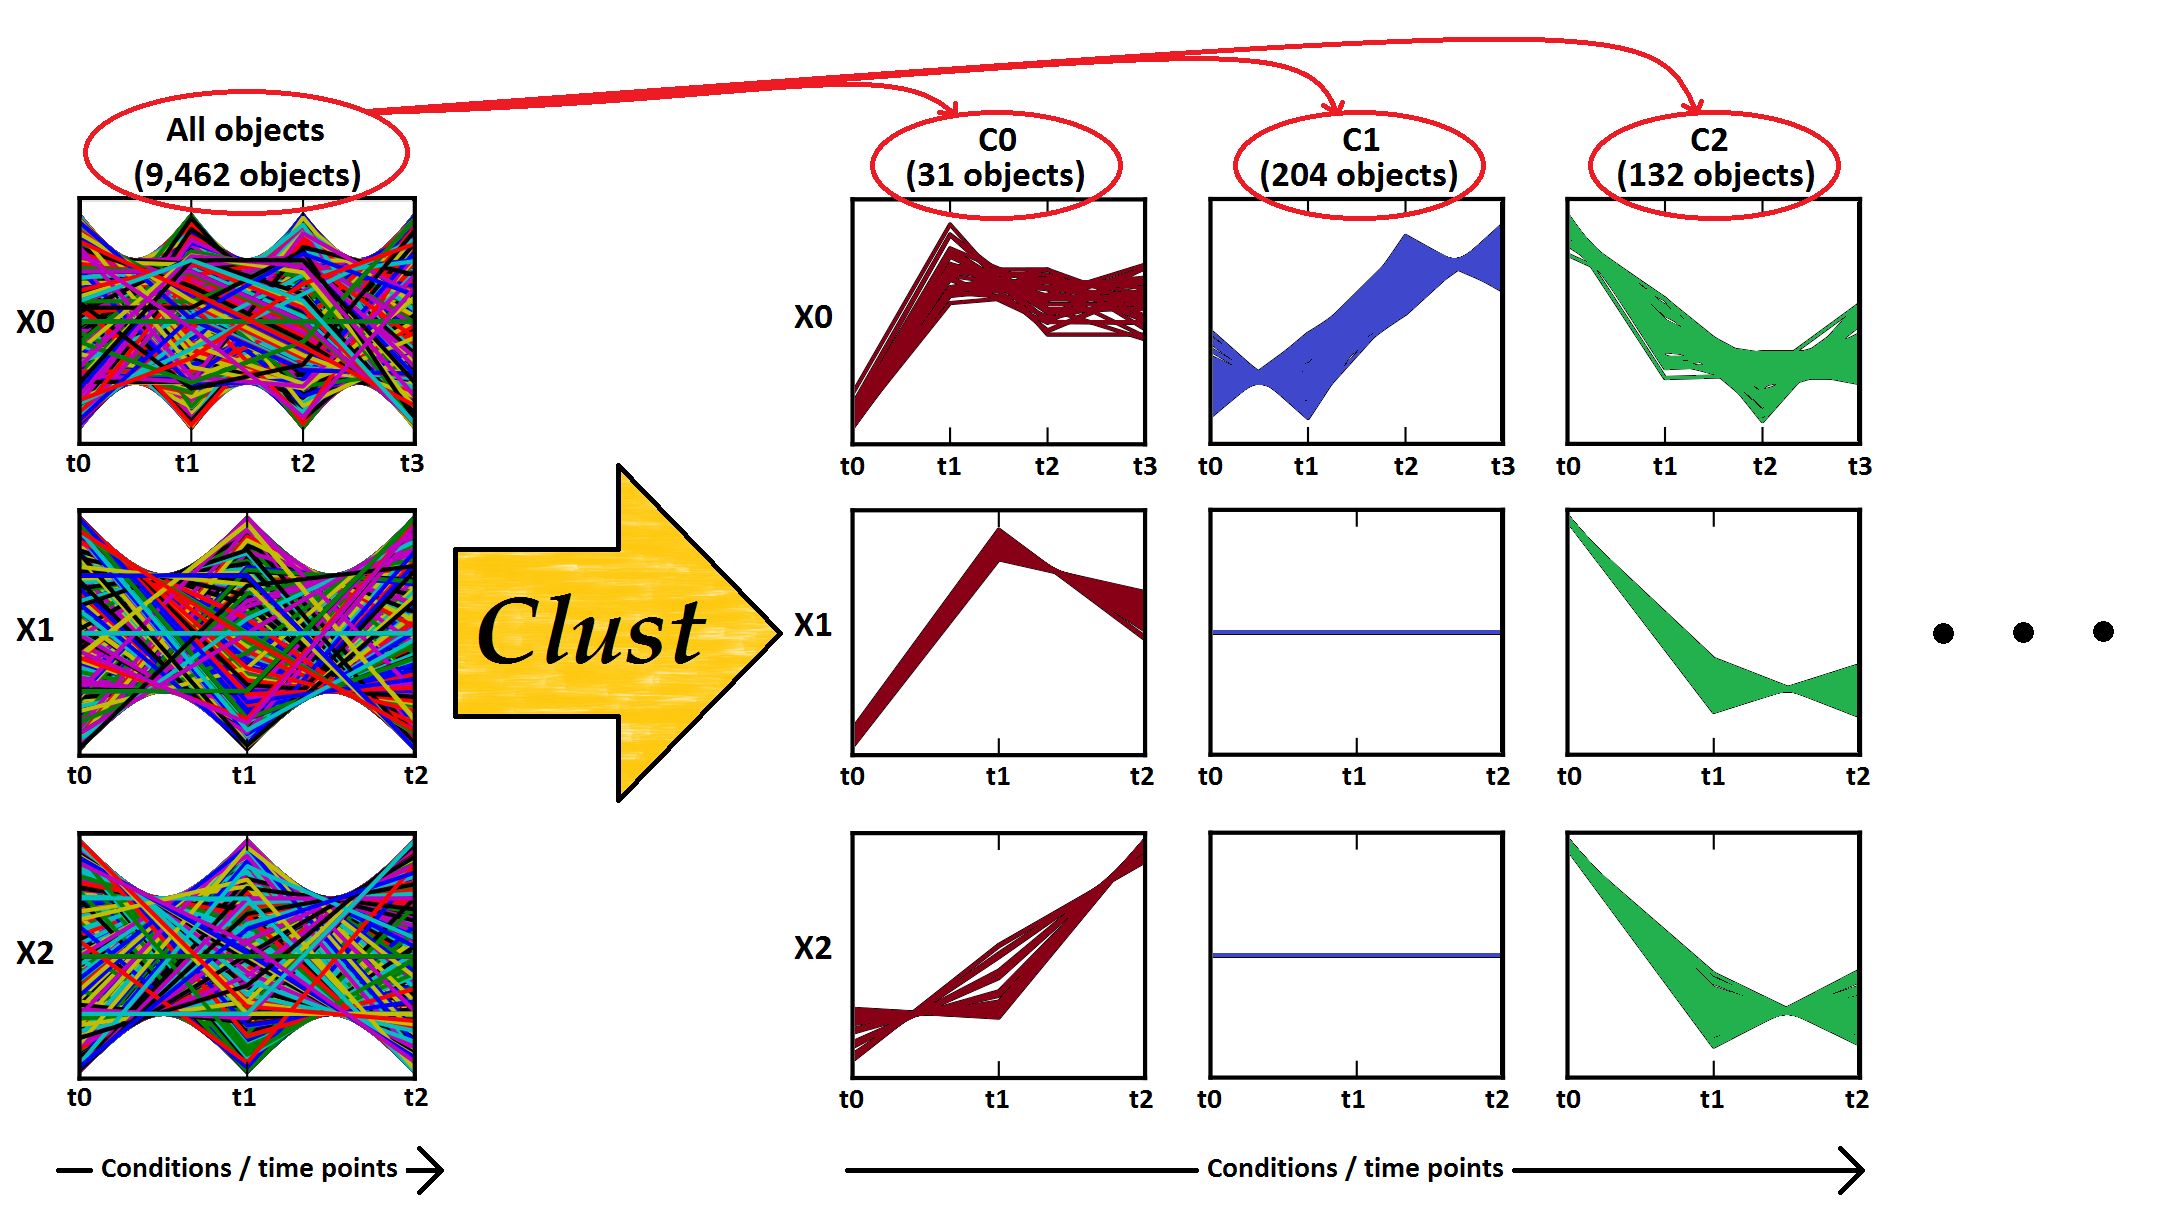 All objects
(9,462 objects)
C0
(31 objects)
C1
(204 objects)
C2
(132 objects)
X0
t0 t1 t2 t3
X0
t0 t1 t2 t3
t0 t1 t2 t3
t0 t1 t2 t3
X1
t0 t1 t2
Clust
X1
t0 t1 t2
t0 t1 t2
t0 t1 t2
X2
t0 t1 t2
X2
t0 t1 t2
t0 t1 t2
t0 t1 t2
Conditions / time points
Conditions / time points